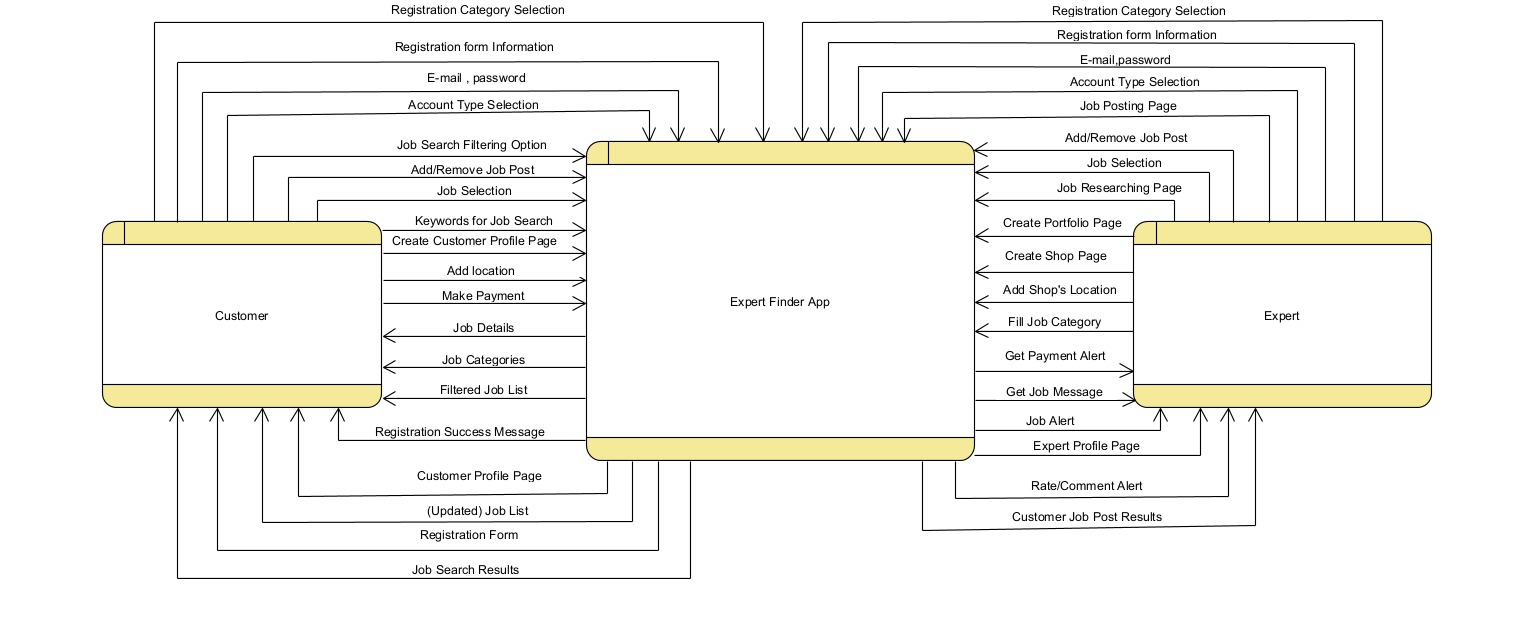 Registration Category Selection
Registration form Information
E-mail , password
Account Type Selection
Job Search Filtering Option
Add/Remove Job Post
Job Selection
Keywords for Job Search
Create Customer Profile Page
Add location
Make Payment
Job Details
Job Categories
Filtered Job List
Registration Success Message
Customer Profile Page
(Updated) Job List
Registration Form
Job Search Results
Customer
Expert Finder App
Registration Category Selection
Registration form Information
E-mail,password
Account Type Selection
Job Posting Page
Add/Remove Job Post
Job Selection
Job Researching Page
Create Portfolio Page
Create Shop Page
Add Shop's Location
Fill Job Category
Get Payment Alert
Get Job Message
Job Alert
Expert Profile Page
Rate/Comment Alert
Customer Job Post Results
Expert